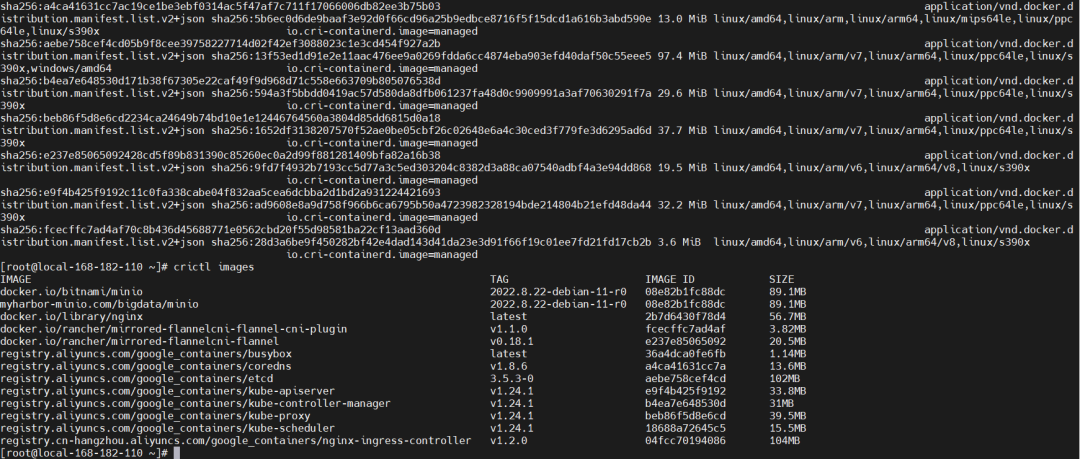 sha256:a4ca41631cc7ac19ce1be3ebf0314ac5f47af7c711f17066006db82ee3b75b03                                                                     application/vnd.docker.d
istribution.manifest.list.v2+json sha256:5b6ec0d6de9baaf3e92d0f66cd96a25b9edbce8716f5f15dcd1a616b3abd590e 13.0 MiB linux/amd64,linux/arm,linux/arm64,linux/mips64le,linux/ppc
64le,linux/s390x                              io.cri-containerd.image=managed
sha256:aebe758cef4cd05b9f8cee39758227714d02f42ef3088023c1e3cd454f927a2b                                                                     application/vnd.docker.d
istribution.manifest.list.v2+json sha256:13f53ed1d91e2e11aac476ee9a0269fdda6cc4874eba903efd40daf50c55eee5 97.4 MiB linux/amd64,linux/arm/v7,linux/arm64,linux/ppc64le,linux/s
390x,windows/amd64                            io.cri-containerd.image=managed
sha256:b4ea7e648530d171b38f67305e22caf49f9d968d71c558e663709b805076538d                                                                     application/vnd.docker.d
istribution.manifest.list.v2+json sha256:594a3f5bbdd0419ac57d580da8dfb061237fa48d0c9909991a3af70630291f7a 29.6 MiB linux/amd64,linux/arm/v7,linux/arm64,linux/ppc64le,linux/s
390x                                          io.cri-containerd.image=managed
sha256:beb86f5d8e6cd2234ca24649b74bd10e1e12446764560a3804d85dd6815d0a18                                                                     application/vnd.docker.d
istribution.manifest.list.v2+json sha256:1652df3138207570f52ae0be05cbf26c02648e6a4c30ced3f779fe3d6295ad6d 37.7 MiB linux/amd64,linux/arm/v7,linux/arm64,linux/ppc64le,linux/s
390x                                          io.cri-containerd.image=managed
sha256:e237e85065092428cd5f89b831390c85260ec0a2d99f881281409bfa82a16b38                                                                     application/vnd.docker.d
istribution.manifest.list.v2+json sha256:9fd7f4932b7193cc5d77a3c5ed303204c8382d3a88ca07540adbf4a3e94dd868 19.5 MiB linux/amd64,linux/arm/v6,linux/arm64/v8,linux/s390x
io.cri-containerd.image=managed
sha256:e9f4b425f9192c11c0fa338cabe04f832aa5cea6dcbba2d1bd2a931224421693                                                                     application/vnd.docker.d
istribution.manifest.list.v2+json sha256:ad9608e8a9d758f966b6ca6795b50a4723982328194bde214804b21efd48da44 32.2 MiB linux/amd64,linux/arm/v7,linux/arm64,linux/ppc64le,linux/s
390x                                          io.cri-containerd.image=managed
sha256:fcecffc7ad4af70c8b436d45688771e0562cbd20f55d98581ba22cf13aad360d                                                                     application/vnd.docker.d
istribution.manifest.list.v2+json sha256:28d3a6be9f450282bf42e4dad143d41da23e3d91f66f19c01ee7fd21fd17cb2b 3.6 MiB  linux/amd64,linux/arm/v6,linux/arm64/v8,linux/s390x
io.cri-containerd.image=managed
[root@local-168-182-110 ~]# crictl images
IMAGE TAG IMAGE ID SIZE
docker.io/bitnami/minio 2022.8.22-debian-11-r0 08e82b1fc88dc 89.1MB
myharbor-minio.com/bigdata/minio 2022.8.22-debian-11-r0 08e82b1fc88dc 89.1MB
docker.io/library/nginx latest 2b7d6430f78d4 56.7MB
docker.io/rancher/mirrored-flannelcni-flannel-cni-plugin v1.1.0 fcecffc7ad4af 3.82MB
docker.io/rancher/mirrored-flannelcni-flannel v0.18.1 e237e85065092 20.5MB
registry.aliyuncs.com/google_containers/busybox latest 36a4dca0fe6fb 1.14MB
registry.aliyuncs.com/google_containers/coredns v1.8.6 a4ca41631cc7a 13.6MB
registry.aliyuncs.com/google_containers/etcd 3.5.3-0 aebe758cef4cd 102MB
registry.aliyuncs.com/google_containers/kube-apiserver v1.24.1 e9f4b425f9192 33.8MB
registry.aliyuncs.com/google_containers/kube-controller-manager v1.24.1 b4ea7e648530d 31MB
registry.aliyuncs.com/google_containers/kube-proxy v1.24.1 beb86f5d8e6cd 39.5MB
registry.aliyuncs.com/google_containers/kube-scheduler v1.24.1 18688a72645c5 15.5MB
registry.cn-hangzhou.aliyuncs.com/google_containers/nginx-ingress-controller v1.2.0 04fcc70194086 104MB
[root@local-168-182-110 ~]#